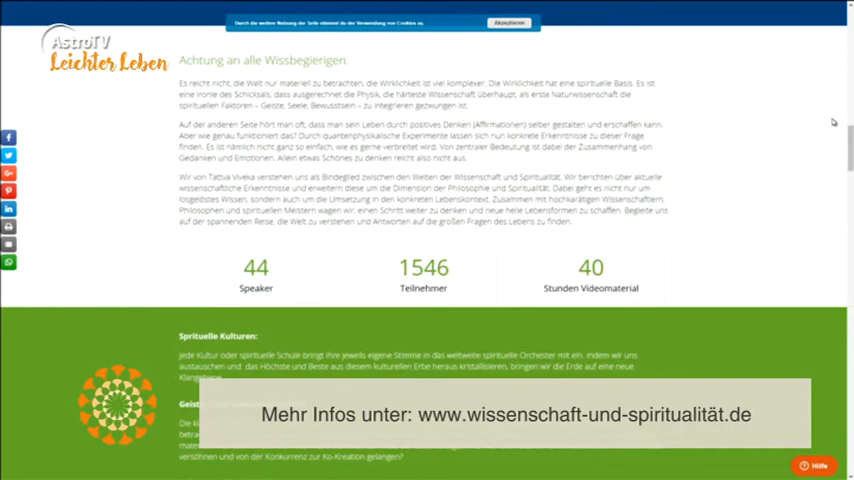 Durch die weitere Nutzung der Seite stimmst du der Verwendung von Cookies zu.
Akzeptieren
AstroTV
Leichter Leben
Achtung an alle Wissbegierigen:
Es reicht nicht, die Welt nur materiell zu betrachten, die Wirklichkeit ist viel komplexer. Die Wirklichkeit hat eine spirituelle Basis. Es ist
eine Ironie des Schicksals, dass ausgerechnet die Physik, die härteste Wissenschaft überhaupt, als erste Naturwissenschaft die
spirituellen Faktoren – Geiste, Seele, Bewusstsein – zu integrieren gezwungen ist.
Auf der anderen Seite hört man oft, dass man sein Leben durch positives Denken (Affirmationen) selber gestalten und erschaffen kann.
Aber wie genau funktioniert das? Durch quantenphysikalische Experimente lassen sich nun konkrete Erkenntnisse zu dieser Frage
finden. Es ist nämlich nicht ganz so einfach, wie es gerne verbreitet wird. Von zentraler Bedeutung ist dabei der Zusammenhang von
Gedanken und Emotionen. Allein etwas Schönes zu denken reicht also nicht aus.
Wir von Tattva Viveka verstehen uns als Bindeglied zwischen den Welten der Wissenschaft und Spiritualität. Wir berichten über aktuelle
wissenschaftliche Erkenntnisse und erweitern diese um die Dimension der Philosophie und Spiritualität. Dabei geht es nicht nur um
losgelöstes Wissen, sondern auch um die Umsetzung in den konkreten Lebenskontext. Zusammen mit hochkarätigen Wissenschaftlern,
Philosophen und spirituellen Meistern wagen wir, einen Schritt weiter zu denken und neue heile Lebensformen zu schaffen. Begleite uns
auf der spannenden Reise, die Welt zu verstehen und Antworten auf die großen Fragen des Lebens zu finden.
44
Speaker
1546
Teilnehmer
40
Stunden Videomaterial
Sprituelle Kulturen:
Jede Kultur oder spirituelle Schule bringt ihre jeweils eigene Stimme in das weltweite spirituelle Orchester mit ein. Indem wir uns
austauschen und das Höchste und Beste aus diesem kulturellen Erbe heraus kristallisieren, bringen wir die Erde auf eine neue
Klangebene.
Mehr Infos unter: www.wissenschaft-und-spiritualität.de
versöhnen und von der Konkurrenz zur Ko-Kreation gelangen?
Hilfe